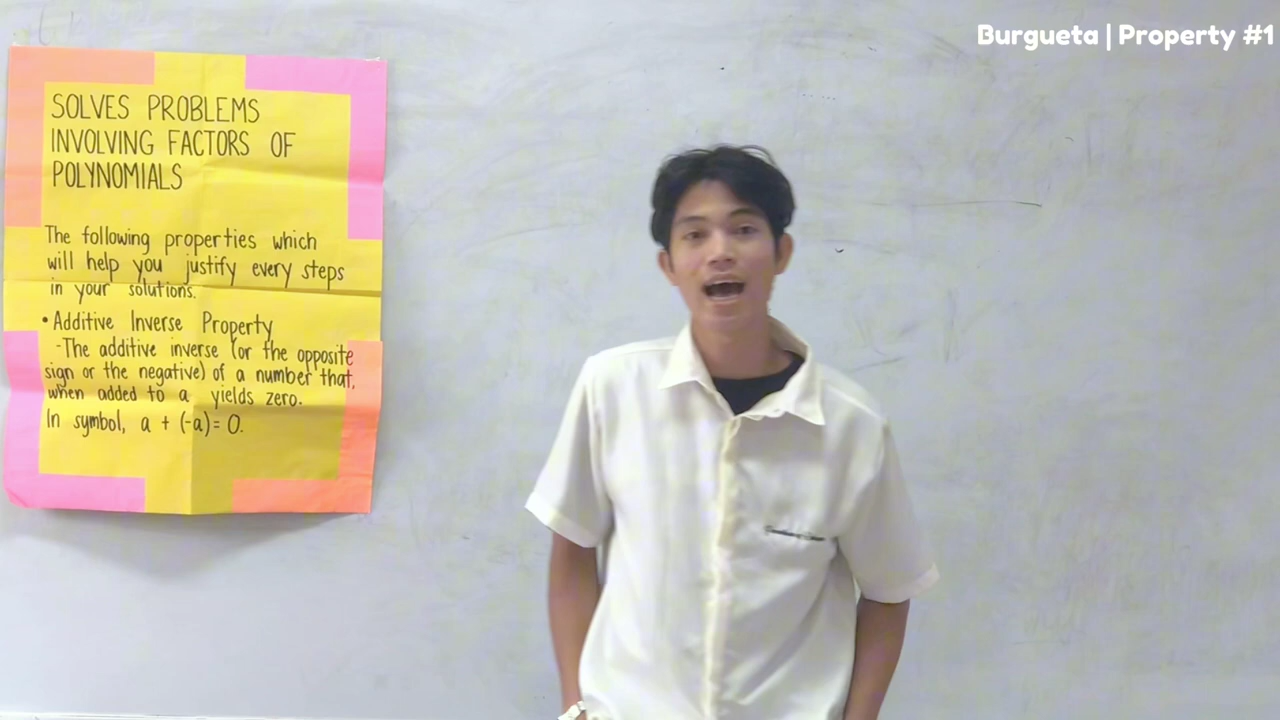 Burgueta | Property #1
SOLVES PROBLEMS
INVOLVING FACTORS OF
POLYNOMIALS
The following properties which
will help you justify every steps
in your solutions.
• Additive Inverse Property
-The additive inverse (or the opposite
sign or the negative) of a number that,
when added to a yields zero.
In symbol, a + (-a) = 0.